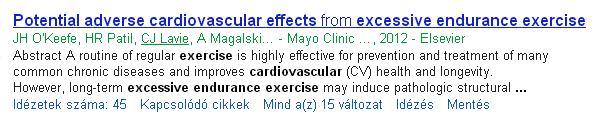 Potential adverse cardiovascular effects from excessive endurance exercise
JH O'Keefe, HR Patil, CJ Lavie, A Magalski... - Mayo Clinic ..., 2012 - Elsevier
Abstract A routine of regular exercise is highly effective for prevention and treatment of many
common chronic diseases and improves cardiovascular (CV) health and longevity.
However, long-term excessive endurance exercise may induce pathologic structural ...
Idézetek száma: 45 Kapcsolódó cikkek Mind a(z) 15 változat Idézés Mentés